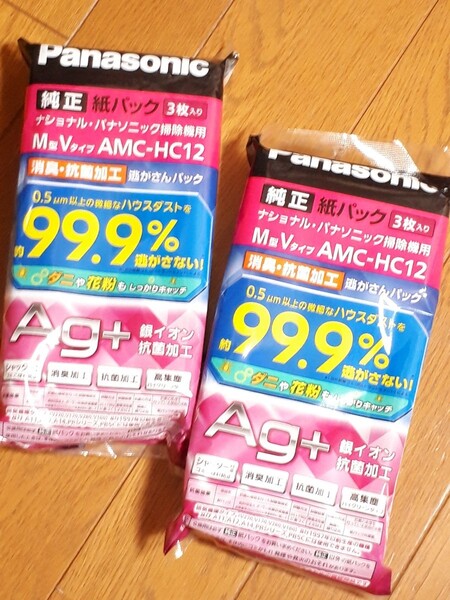 Panasonic
純正 紙パック 3枚入り
ナショナル・パナソニック掃除機用
M型Vタイプ AMC-HC12
消臭・抗菌加工 逃がさんパック
0.5μm以上の微細なハウスダストを
約99.9%逃がさない!
ダニや花粉もしっかりキャッチ
Ag+ 銀イオン抗菌加工
消臭加工 抗菌加工 高集塵
Panasonic
純正 紙パック 3枚入り
ナショナル・パナソニック掃除機用
M型Vタイプ AMC-HC12
消臭・抗菌加工 逃がさんパック
0.5μm以上の微細なハウスダストを
約99.9%逃がさない!
ダニや花粉もしっかりキャッチ
Ag+ 銀イオン抗菌加工
消臭加工 抗菌加工 高集塵